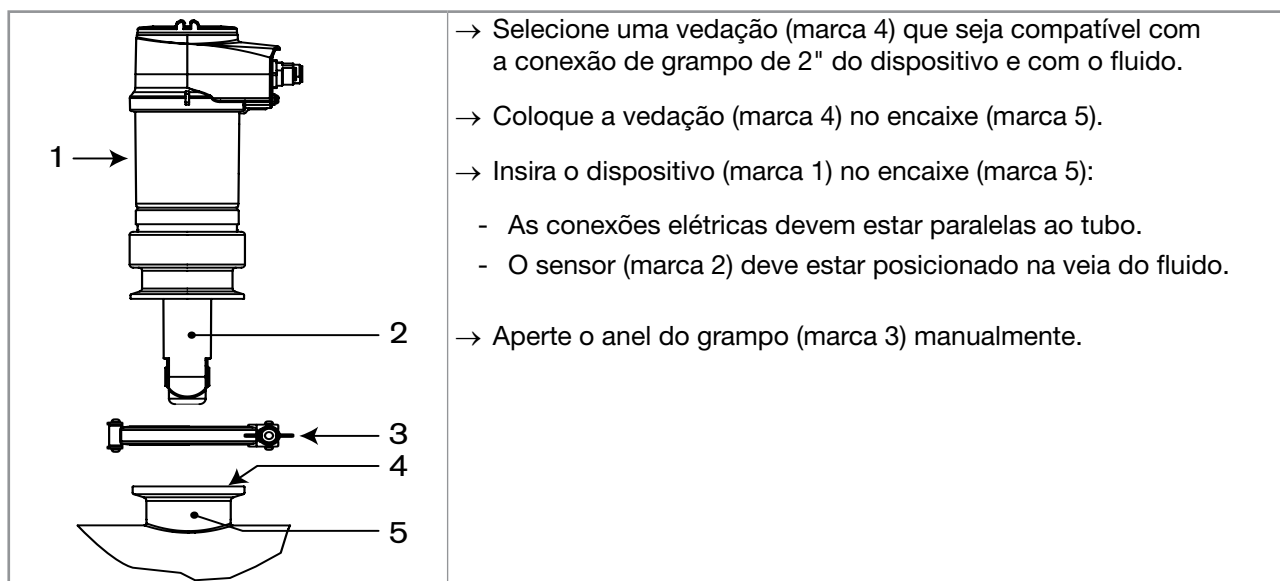 1
2
3
4
5
→ Selecione uma vedação (marca 4) que seja compatível com
a conexão de grampo de 2" do dispositivo e com o fluido.
→ Coloque a vedação (marca 4) no encaixe (marca 5).
→ Insira o dispositivo (marca 1) no encaixe (marca 5):
- As conexões elétricas devem estar paralelas ao tubo.
- O sensor (marca 2) deve estar posicionado na veia do fluido.
→ Aperte o anel do grampo (marca 3) manualmente.